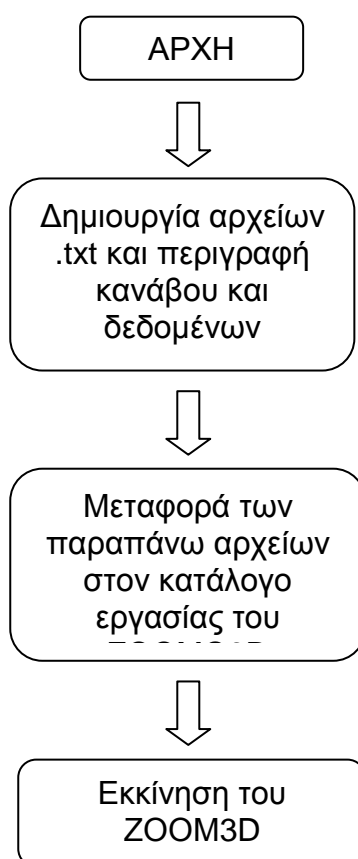 ΑΡΧΗ
Δημιουργία αρχείων
.txt και περιγραφή
κανάβου και
δεδομένων
Μεταφορά των
παραπάνω αρχείων
στον κατάλογο
εργασίας του
Εκκίνηση του
ZOOM3D